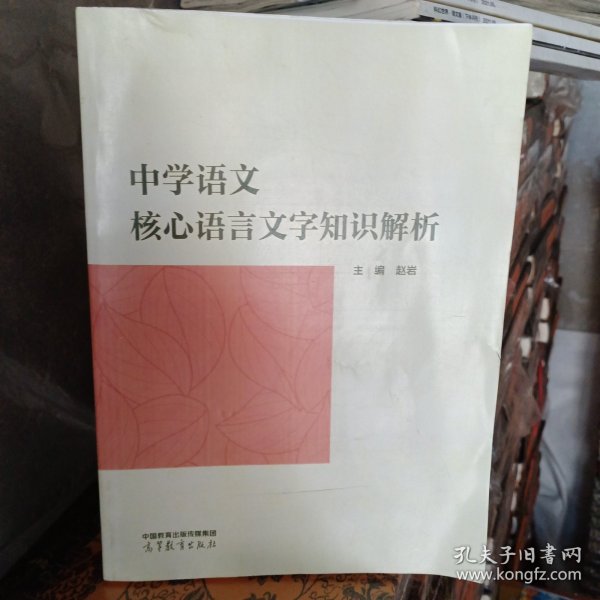 中学语文
核心语言文字知识解析
主 编 赵岩
中国教育出版传媒集团
高等教育出版社
孔夫子旧书网
www.kongfz.com